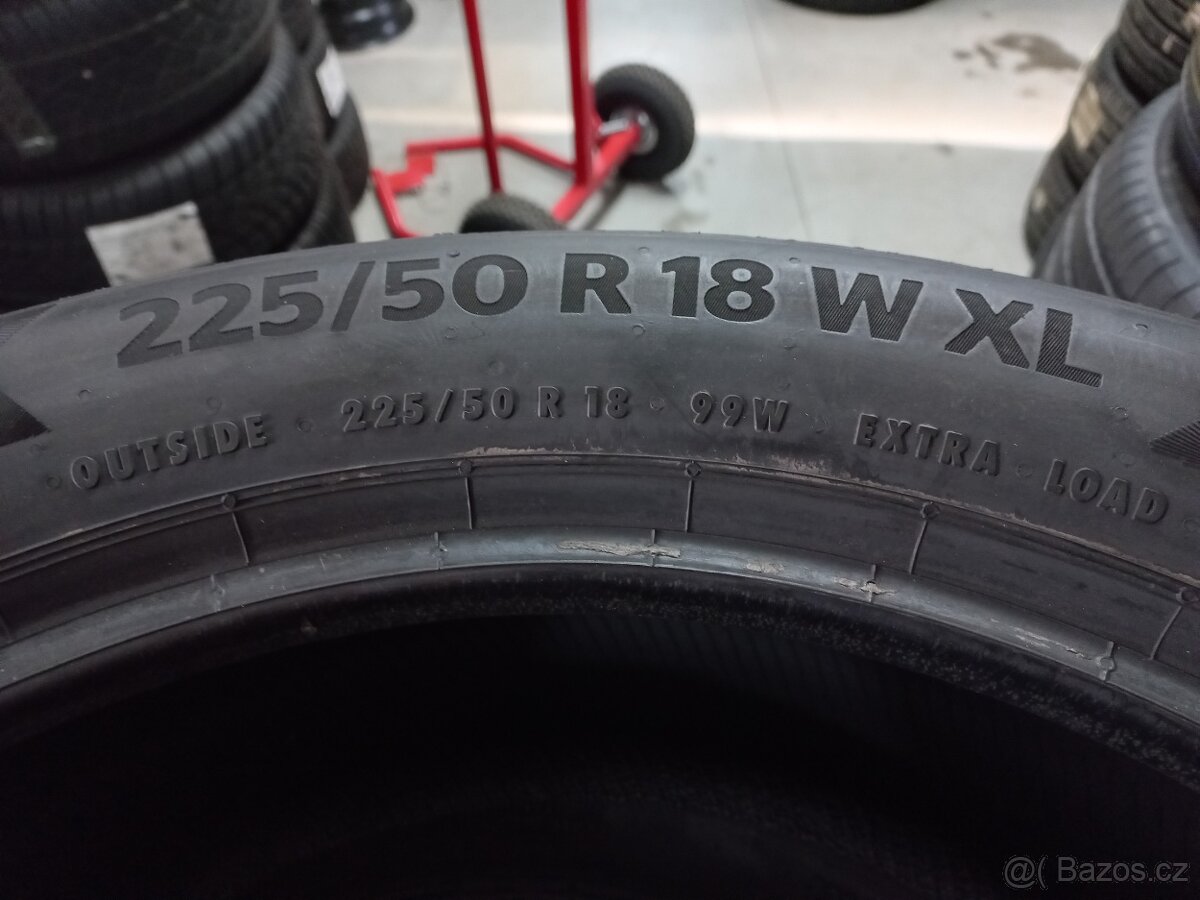 225/50 R 18 W XL
OUTSIDE 225/50 R 18 99W EXTRA LOAD
@( Bazos.cz